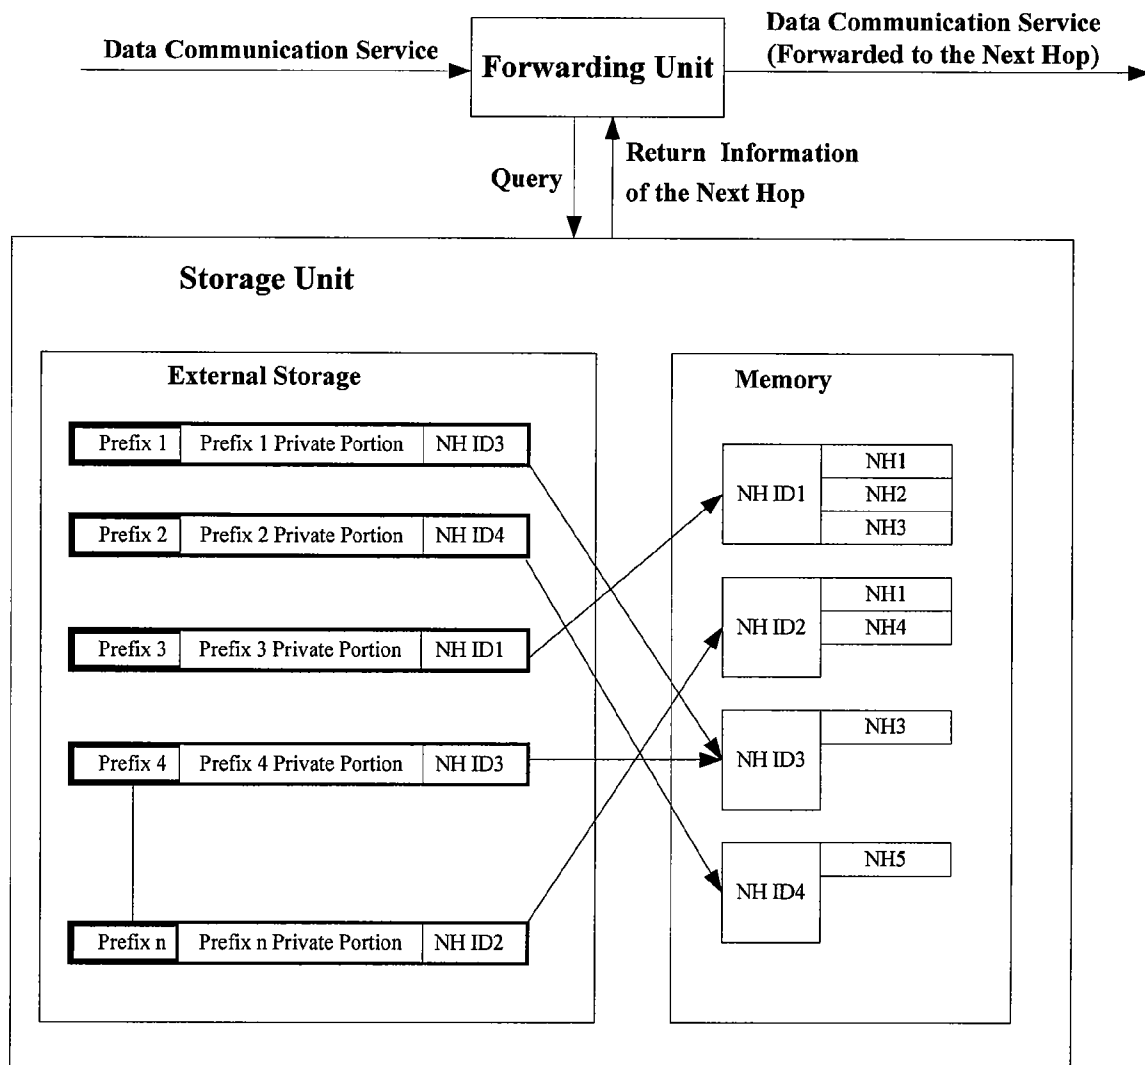 Data Communication Service
Forwarding Unit
Data Communication Service
(Forwarded to the Next Hop)
Query
Return Information
of the Next Hop
Storage Unit
External Storage
Prefix 1 Prefix 1 Private Portion NH ID3
Prefix 2 Prefix 2 Private Portion NH ID4
Prefix 3 Prefix 3 Private Portion NH ID1
Prefix 4 Prefix 4 Private Portion NH ID3
Prefix n Prefix n Private Portion NH ID2
Memory
NH ID1
NH1
NH2
NH3
NH ID2
NH1
NH4
NH ID3
NH3
NH ID4
NH5